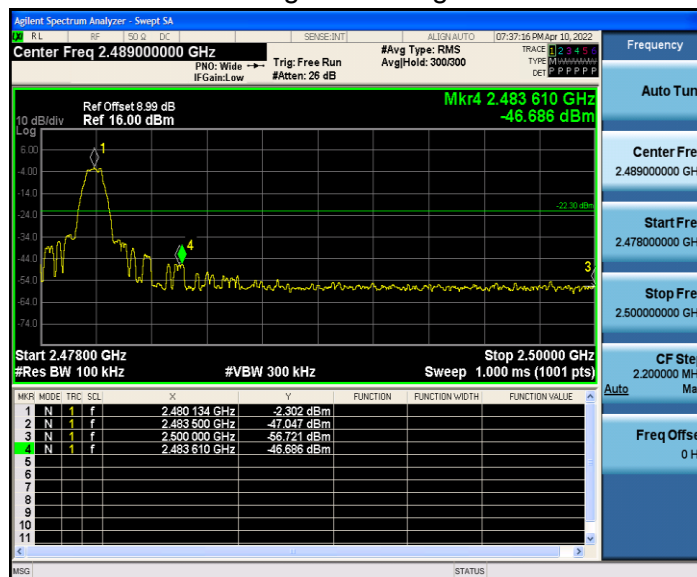 Agilent Spectrum Analyzer - Swept SA
RL RF 50 Ω DC SENSE:INT ALIGN AUTO 07:37:16 PM Apr 10, 2022
Center Freq 2.489000000 GHz
PNO: Wide Trig: Free Run
IFGain:Low #Atten: 26 dB
#Avg Type: RMS
Avg|Hold: 300/300
TRACE 1 2 3 4 5 6
TYPE M
DET P P P P P P
Frequency
Mkr4 2.483 610 GHz
-46.686 dBm
Ref Offset 8.99 dB
10 dB/div Ref 16.00 dBm
Log
6.00
-4.00
-14.0
-24.0
-34.0
-44.0
-54.0
-64.0
-74.0
1
4
3
-22.30 dBm
Start 2.47800 GHz Stop 2.50000 GHz
#Res BW 100 kHz #VBW 300 kHz Sweep 1.000 ms (1001 pts)
MKR MODE TRC SCL X Y FUNCTION FUNCTION WIDTH FUNCTION VALUE
1 N 1 f 2.480 134 GHz -2.302 dBm
2 N 1 f 2.483 500 GHz -47.047 dBm
3 N 1 f 2.500 000 GHz -56.721 dBm
4 N 1 f 2.483 610 GHz -46.686 dBm
5
6
7
8
9
10
11
MSG STATUS
Auto Tun
Center Fre
2.489000000 GH
Start Fre
2.478000000 GH
Stop Fre
2.500000000 GH
CF Ste
2.200000 MH
Auto Ma
Freq Offse
0 H